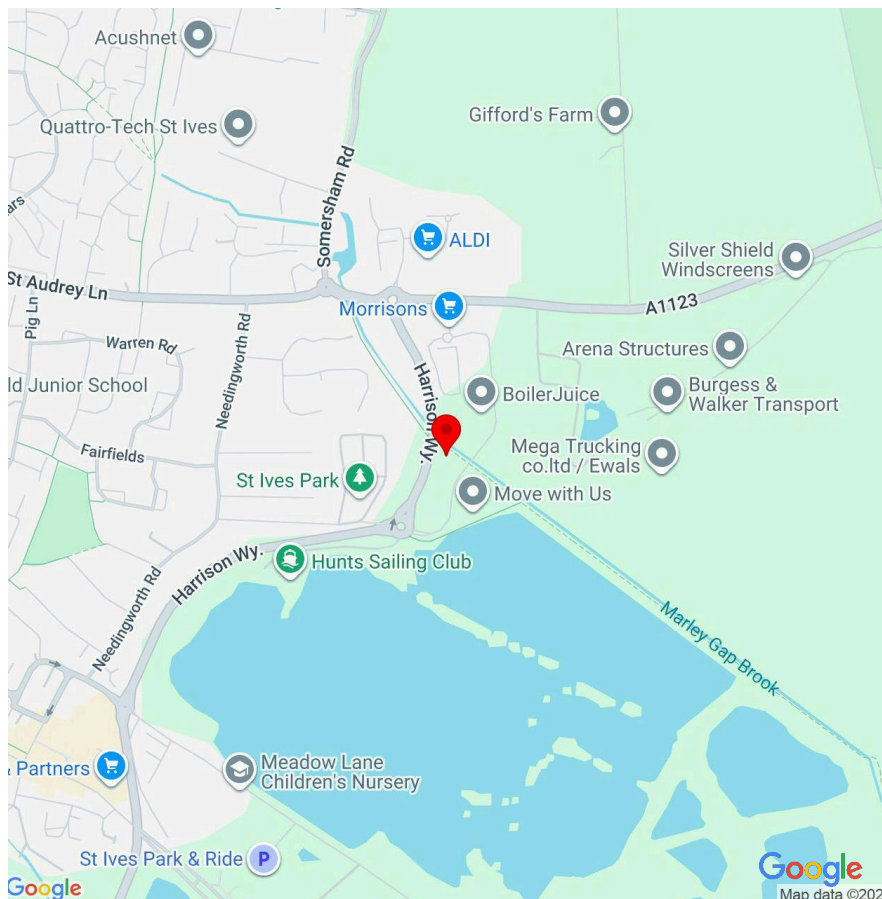 Acushnet
Quattro-Tech St Ives
Gifford's Farm
Somersham Rd
ALDI
Silver Shield
Windscreens
St Audrey Ln
A1123
Morrisons
Pig Ln
Warren Rd
Needingworth Rd
Arena Structures
ld Junior School
Harrison Wy.
BoilerJuice
Burgess &
Walker Transport
Fairfields
Mega Trucking
co.ltd / Ewals
St Ives Park
Move with Us
Harrison Wy.
Hunts Sailing Club
Needingworth Rd
Marley Gap Brook
& Partners
Meadow Lane
Children's Nursery
St Ives Park & Ride
P
Google
Google
Map data ©202